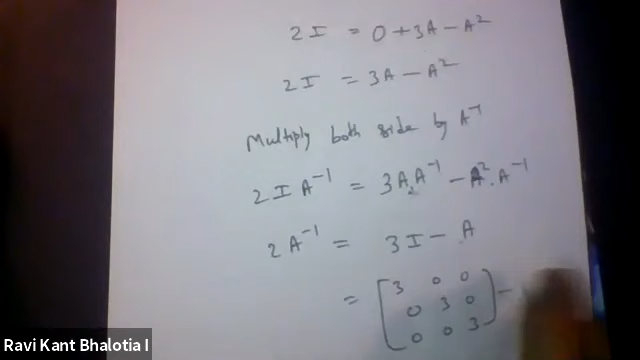 2I = 0 + 3A - A²
2I = 3A - A²
Multiply both side by A⁻¹
2IA⁻¹ = 3A.A⁻¹ - A².A⁻¹
2A⁻¹ = 3I - A
= [3 0 0
0 3 0
0 0 3] -
Ravi Kant Bhalotia I